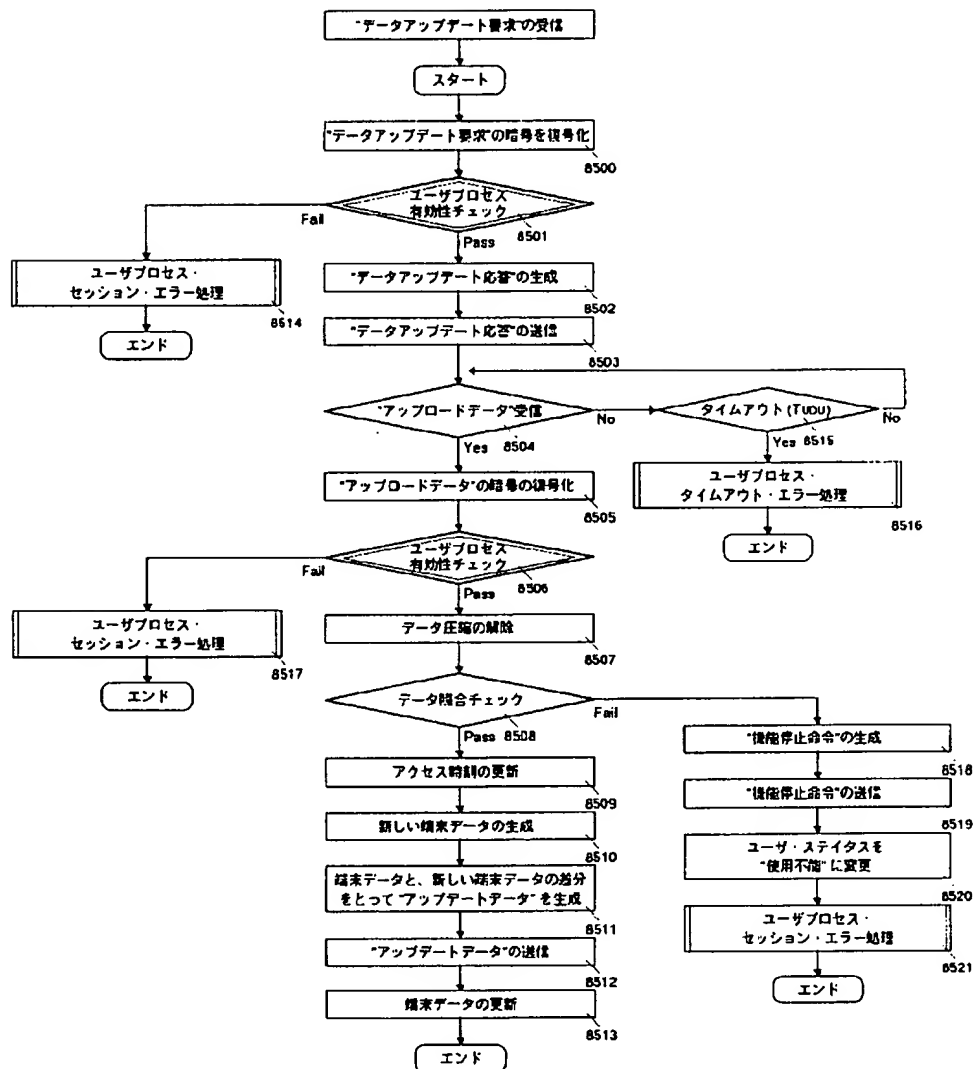 "データアップデート要求"の受信
スタート
"データアップデート要求"の暗号を復号化
8500
ユーザプロセス
有効性チェック
8501
Fail
Pass
ユーザプロセス・
セッション・エラー処理
8514
エンド
"データアップデート応答"の生成
8502
"データアップデート応答"の送信
8503
"アップロードデータ"受信
8504
No
Yes
タイムアウト(TUDU)
8515
No
Yes
ユーザプロセス・
タイムアウト・エラー処理
8516
エンド
"アップロードデータ"の暗号の復号化
8505
ユーザプロセス
有効性チェック
8506
Fail
Pass
ユーザプロセス・
セッション・エラー処理
8517
エンド
データ圧縮の解除
8507
データ照合チェック
8508
Fail
Pass
アクセス時刻の更新
8509
新しい端末データの生成
8510
端末データと、新しい端末データの差分
をとって"アップデートデータ"を生成
8511
"アップデートデータ"の送信
8512
端末データの更新
8513
エンド
"機能停止命令"の生成
8518
"機能停止命令"の送信
8519
ユーザ・ステイタスを
"使用不能"に変更
8520
ユーザプロセス・
セッション・エラー処理
8521
エンド